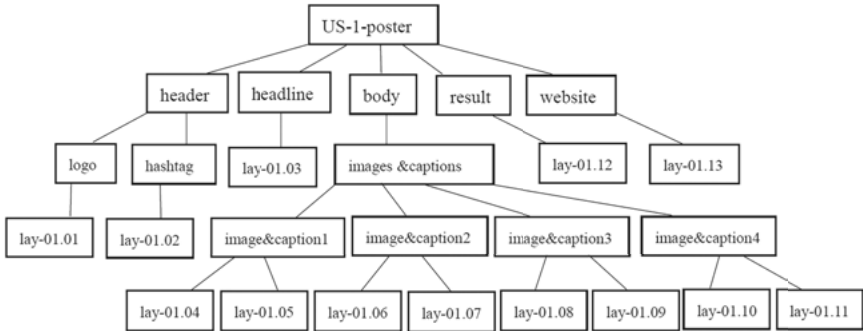 US-1-poster
header
headline
body
result
website
logo
hashtag
lay-01.03
images &captions
lay-01.12
lay-01.13
lay-01.01
lay-01.02
image&caption1
image&caption2
image&caption3
image&caption4
lay-01.04
lay-01.05
lay-01.06
lay-01.07
lay-01.08
lay-01.09
lay-01.10
lay-01.11